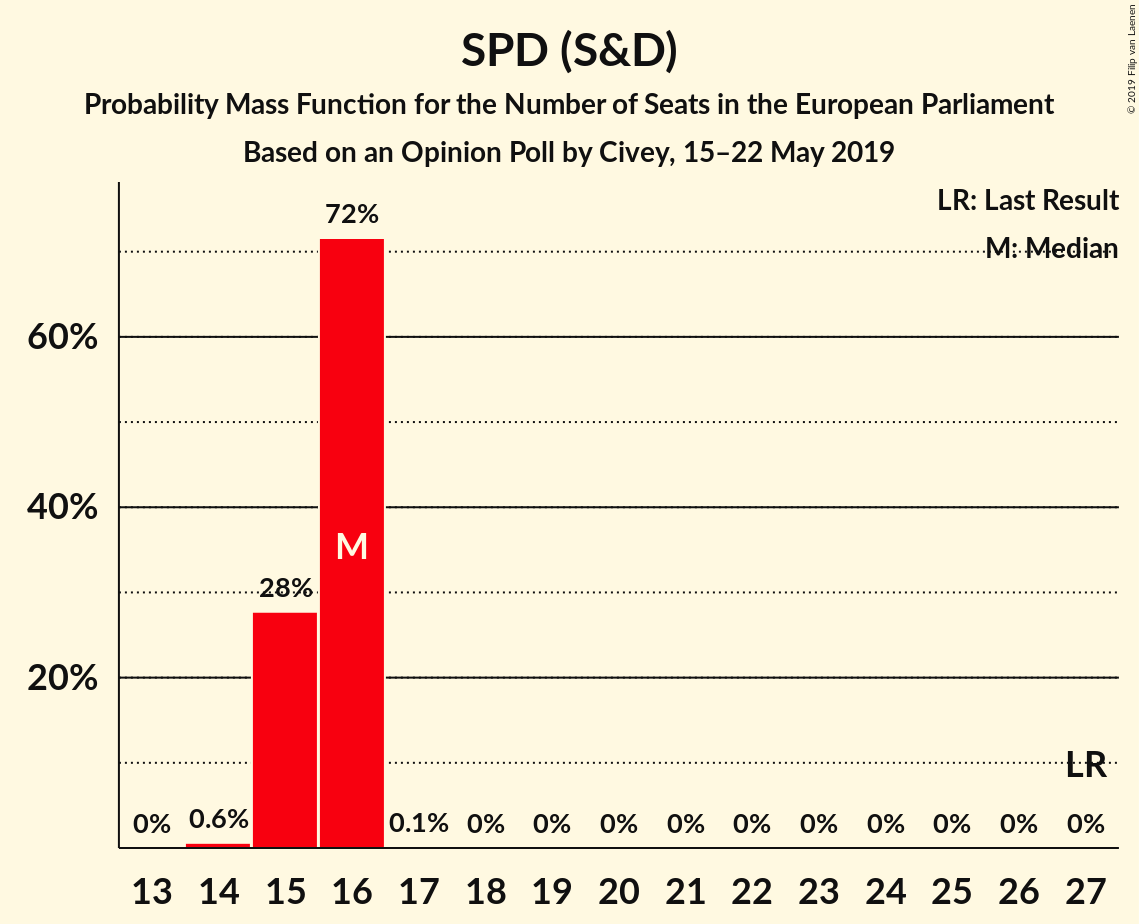 SPD (S&D)
Probability Mass Function for the Number of Seats in the European Parliament
Based on an Opinion Poll by Civey, 15–22 May 2019
© 2019 Filip van Laenen
LR: Last Result
M: Median
72%
60%
40%
M
28%
20%
LR
0% 0.6% 0.1% 0% 0% 0% 0% 0% 0% 0% 0% 0% 0%
13 14 15 16 17 18 19 20 21 22 23 24 25 26 27